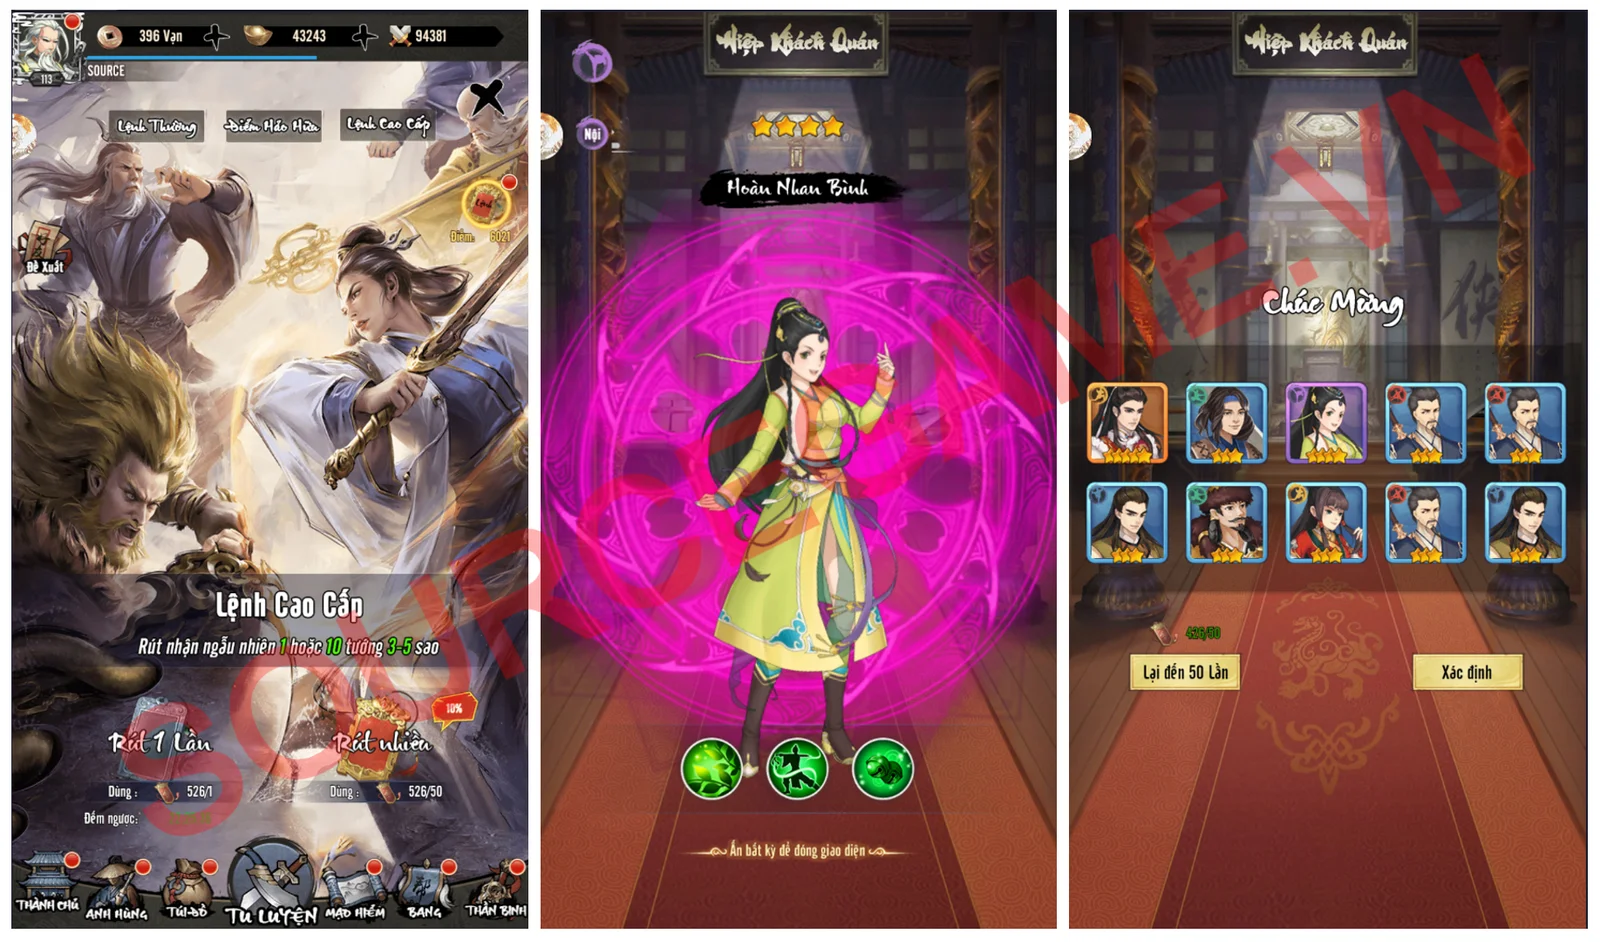 396 Vạn
43243
94381
113
SOURCE
Lệnh Thường
Điểm Hảo Hữu
Lệnh Cao Cấp
Lệnh
Điểm: 6021
Đề Xuất
Lệnh Cao Cấp
Rút nhận ngẫu nhiên 1 hoặc 10 tướng 3-5 sao
10%
Rút 1 Lần
Rút nhiều
Dùng : 526/1
Dùng : 526/50
Đếm ngược:
THÀNH CHỦ
ANH HÙNG
TÚI ĐỒ
TU LUYỆN
MẠO HIỂM
BANG
THẦN BINH
Hiệp Khách Quán
Nội
Hoàn Nhan Bình
Ấn bất kỳ để đóng giao diện
Hiệp Khách Quán
俠
Chúc Mừng
426/50
Lại đến 50 Lần
Xác định
SOURCEGAME.VN